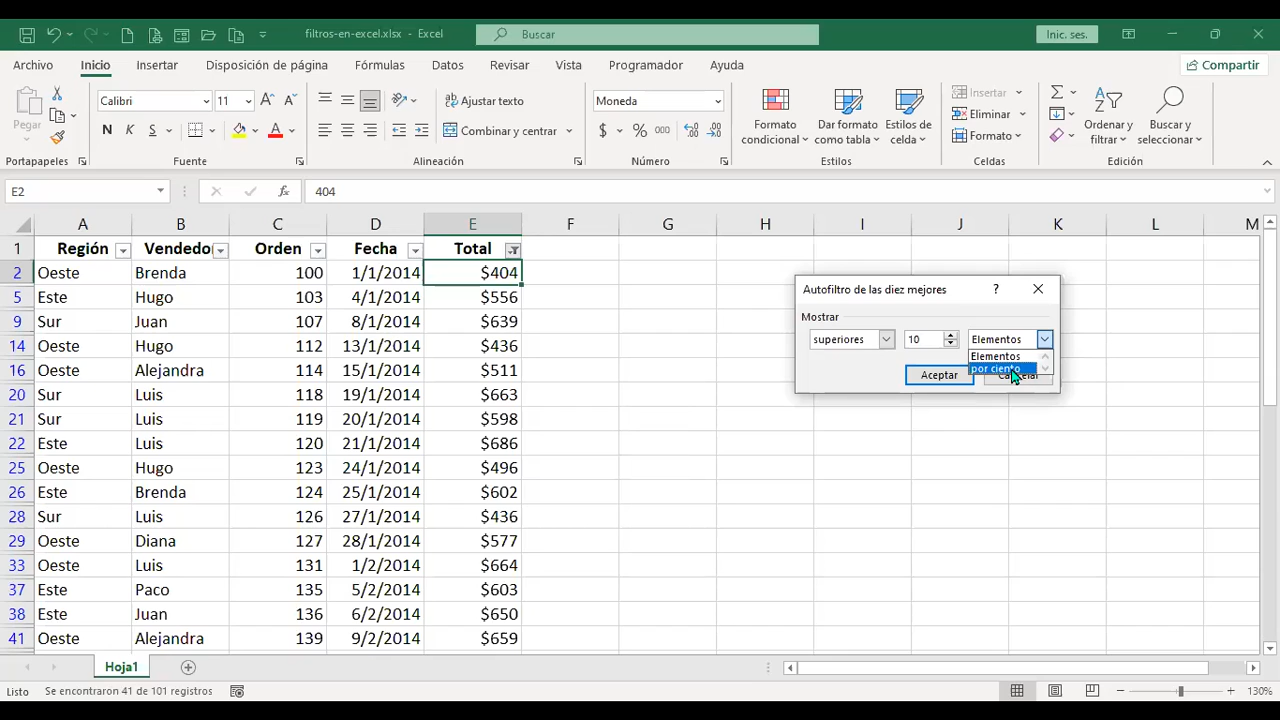 filtros-en-excel.xlsx - Excel
Buscar
Inic. ses.
Archivo Inicio Insertar Disposición de página Fórmulas Datos Revisar Vista Programador Ayuda
Compartir
Pegar
Portapapeles
Calibri 11
N K S A
Fuente
Ajustar texto
Combinar y centrar
Alineación
Moneda
$ % 000
Número
Formato condicional
Dar formato como tabla
Estilos de celda
Estilos
Insertar
Eliminar
Formato
Celdas
Ordenar y filtrar
Buscar y seleccionar
Edición
E2 fx 404
A B C D E F G H I J K L M
1 Región Vendedo Orden Fecha Total
2 Oeste Brenda 100 1/1/2014 $404
5 Este Hugo 103 4/1/2014 $556
9 Sur Juan 107 8/1/2014 $639
14 Oeste Hugo 112 13/1/2014 $436
16 Oeste Alejandra 114 15/1/2014 $511
20 Sur Luis 118 19/1/2014 $663
21 Sur Luis 119 20/1/2014 $598
22 Este Luis 120 21/1/2014 $686
25 Oeste Hugo 123 24/1/2014 $496
26 Este Brenda 124 25/1/2014 $602
28 Sur Luis 126 27/1/2014 $436
29 Oeste Diana 127 28/1/2014 $577
33 Oeste Luis 131 1/2/2014 $664
37 Este Paco 135 5/2/2014 $603
38 Este Juan 136 6/2/2014 $650
41 Oeste Alejandra 139 9/2/2014 $659
Autofiltro de las diez mejores ?
Mostrar
superiores 10 Elementos
Elementos
por ciento
Aceptar
Hoja1
Listo Se encontraron 41 de 101 registros
130%